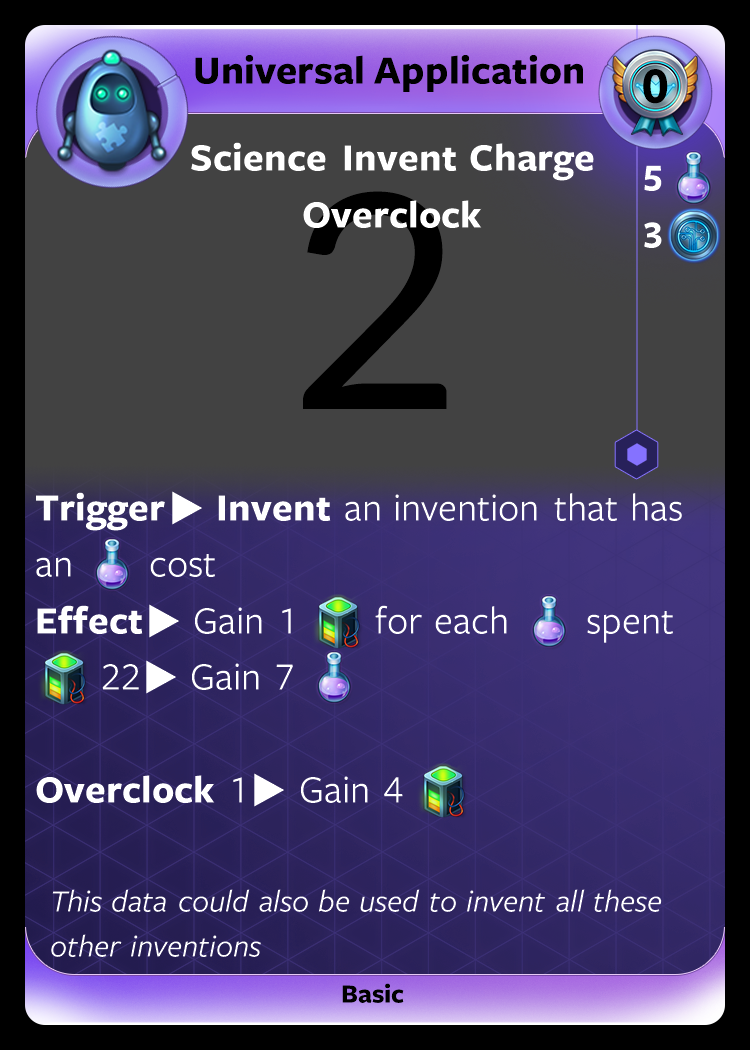 Universal Application
0
Science Invent Charge
Overclock
5
3
2
Trigger▶ Invent an invention that has
an cost
Effect▶ Gain 1 for each spent
22▶ Gain 7
Overclock 1▶ Gain 4
This data could also be used to invent all these
other inventions
Basic